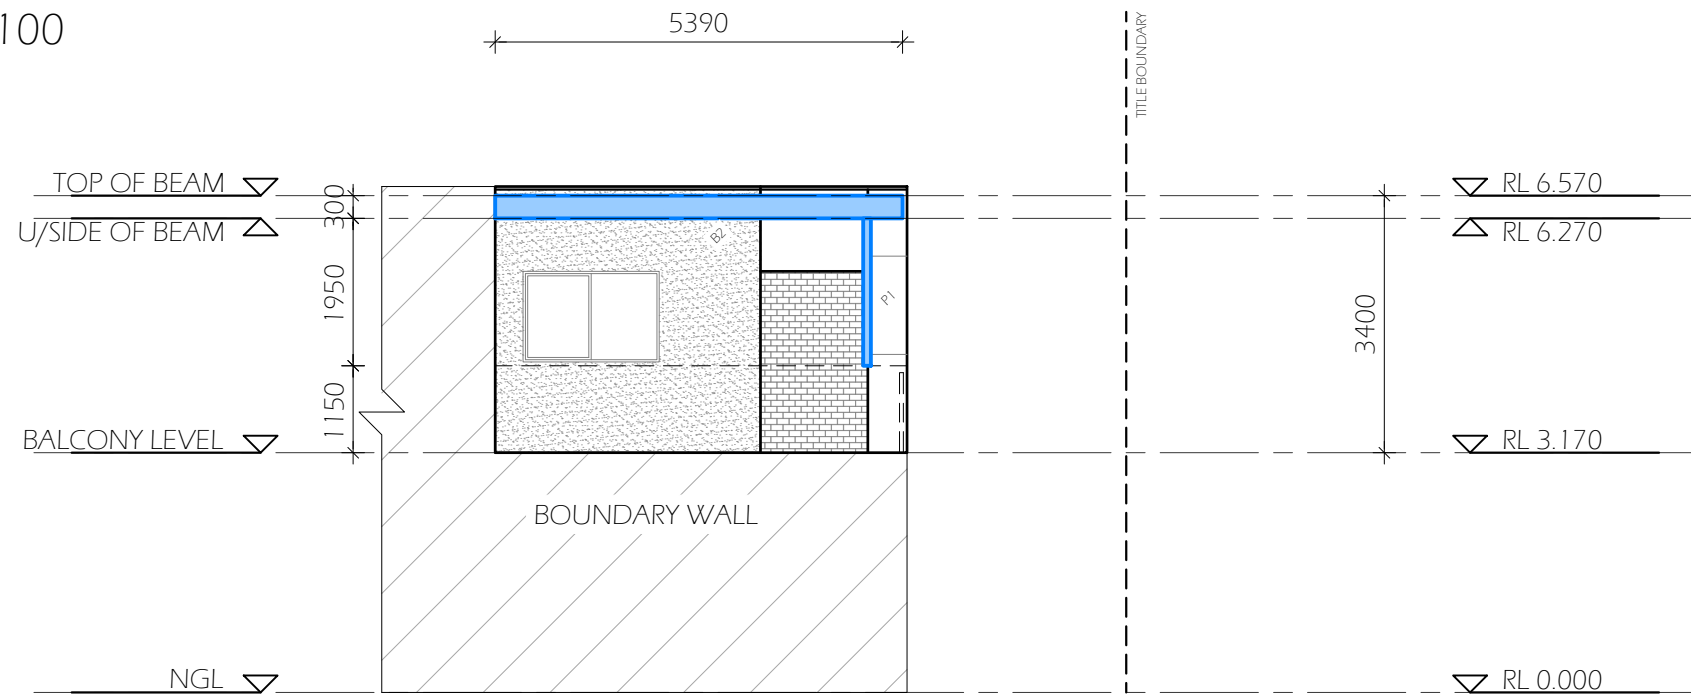 100
5390
TITLE BOUNDARY
TOP OF BEAM
300
RL 6.570
U/SIDE OF BEAM
RL 6.270
B2
1950
P1
3400
1150
BALCONY LEVEL
RL 3.170
BOUNDARY WALL
NGL
RL 0.000